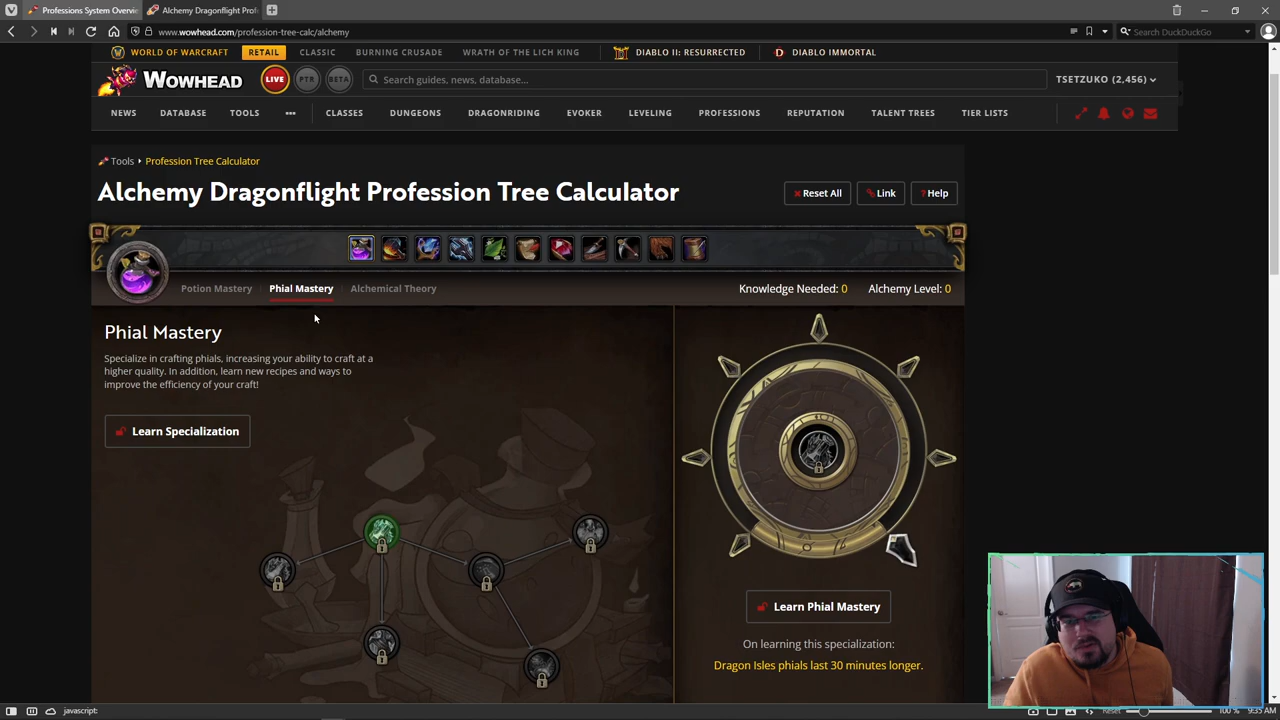 Professions System Overvie
Alchemy Dragonflight Prof
www.wowhead.com/profession-tree-calc/alchemy
Search DuckDuckGo
WORLD OF WARCRAFT RETAIL CLASSIC BURNING CRUSADE WRATH OF THE LICH KING DIABLO II: RESURRECTED DIABLO IMMORTAL
WOWHEAD LIVE PTR BETA Search guides, news, database... TSETZUKO (2,456)
NEWS DATABASE TOOLS ••• CLASSES DUNGEONS DRAGONRIDING EVOKER LEVELING PROFESSIONS REPUTATION TALENT TREES TIER LISTS
Tools Profession Tree Calculator
Alchemy Dragonflight Profession Tree Calculator
Reset All Link ? Help
Potion Mastery Phial Mastery Alchemical Theory Knowledge Needed: 0 Alchemy Level: 0
Phial Mastery
Specialize in crafting phials, increasing your ability to craft at a
higher quality. In addition, learn new recipes and ways to
improve the efficiency of your craft!
Learn Specialization
Learn Phial Mastery
On learning this specialization:
Dragon Isles phials last 30 minutes longer.
javascript:
Reset
100 %
9:35 AM